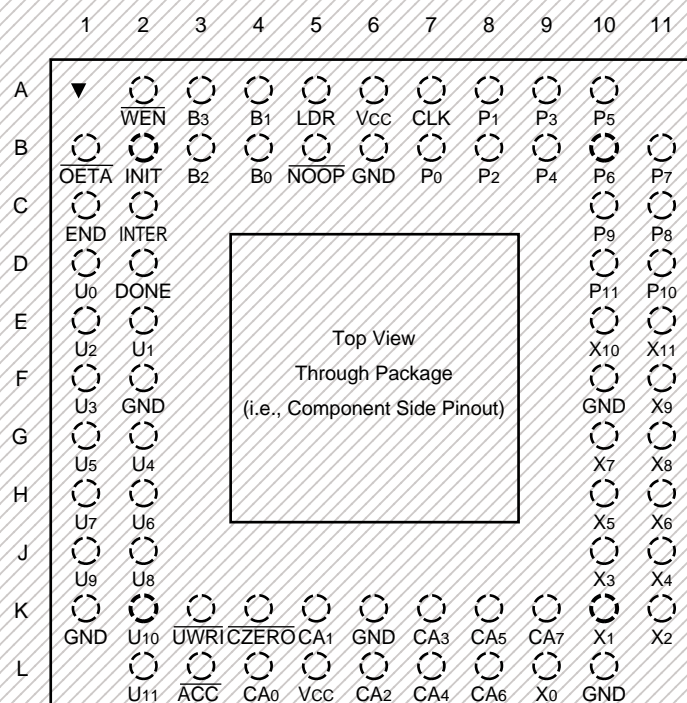 1 2 3 4 5 6 7 8 9 10 11
A
WEN B3 B1 LDR VCC CLK P1 P3 P5
B
OETA INIT B2 B0 NOOP GND P0 P2 P4 P6 P7
C
END INTER P9 P8
D
U0 DONE P11 P10
E
U2 U1 X10 X11
Top View
Through Package
(i.e., Component Side Pinout)
F
U3 GND GND X9
G
U5 U4 X7 X8
H
U7 U6 X5 X6
J
U9 U8 X3 X4
K
GND U10 UWRI CZERO CA1 GND CA3 CA5 CA7 X1 X2
L
U11 ACC CA0 VCC CA2 CA4 CA6 X0 GND